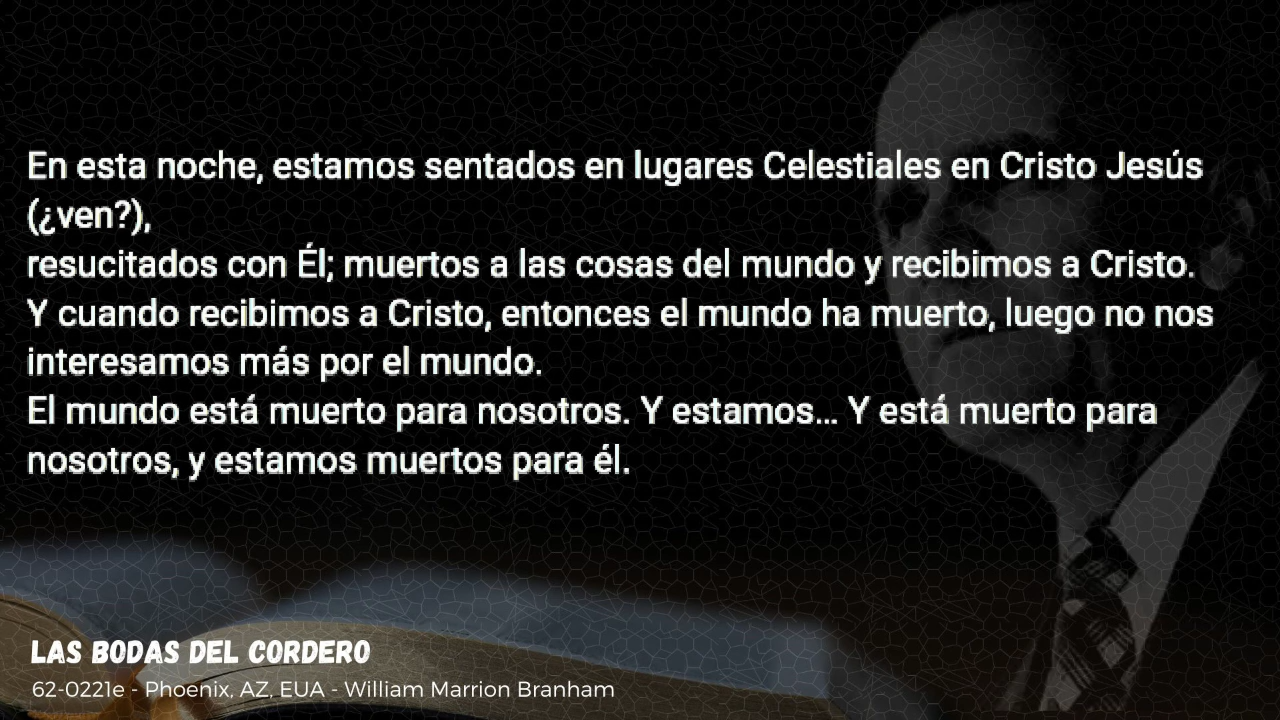 En esta noche, estamos sentados en lugares Celestiales en Cristo Jesús
(¿ven?),
resucitados con Él; muertos a las cosas del mundo y recibimos a Cristo.
Y cuando recibimos a Cristo, entonces el mundo ha muerto, luego no nos
interesamos más por el mundo.
El mundo está muerto para nosotros. Y estamos... Y está muerto para
nosotros, y estamos muertos para él.
LAS BODAS DEL CORDERO
62-0221e - Phoenix, AZ, EUA - William Marrion Branham